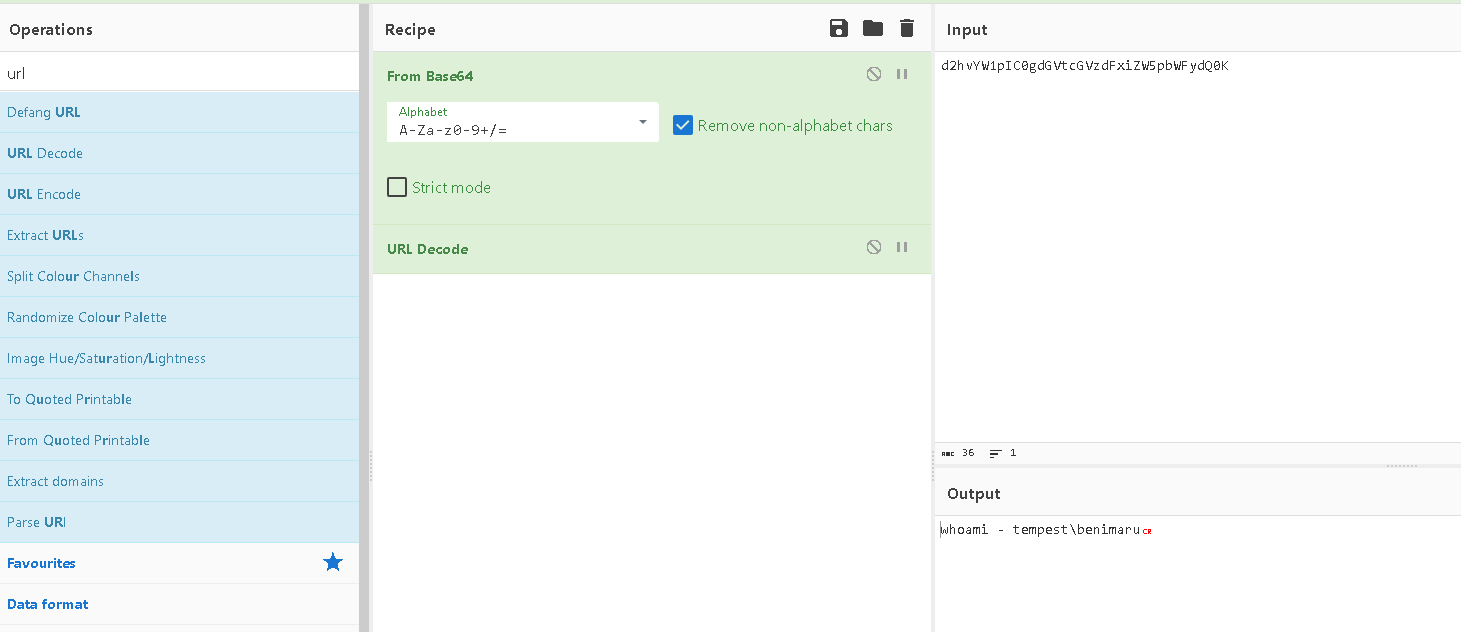 Operations
url
Defang URL
URL Decode
URL Encode
Extract URLs
Split Colour Channels
Randomize Colour Palette
Image Hue/Saturation/Lightness
To Quoted Printable
From Quoted Printable
Extract domains
Parse URI
Favourites
Data format
Recipe
From Base64
Alphabet
A-Za-z0-9+/=
Remove non-alphabet chars
Strict mode
URL Decode
Input
d2hvYW1pIC0gdGVtcGVzdFxiZW5pbWFydQ0K
ABC 36 1
Output
whoami - tempest\benimaruCR